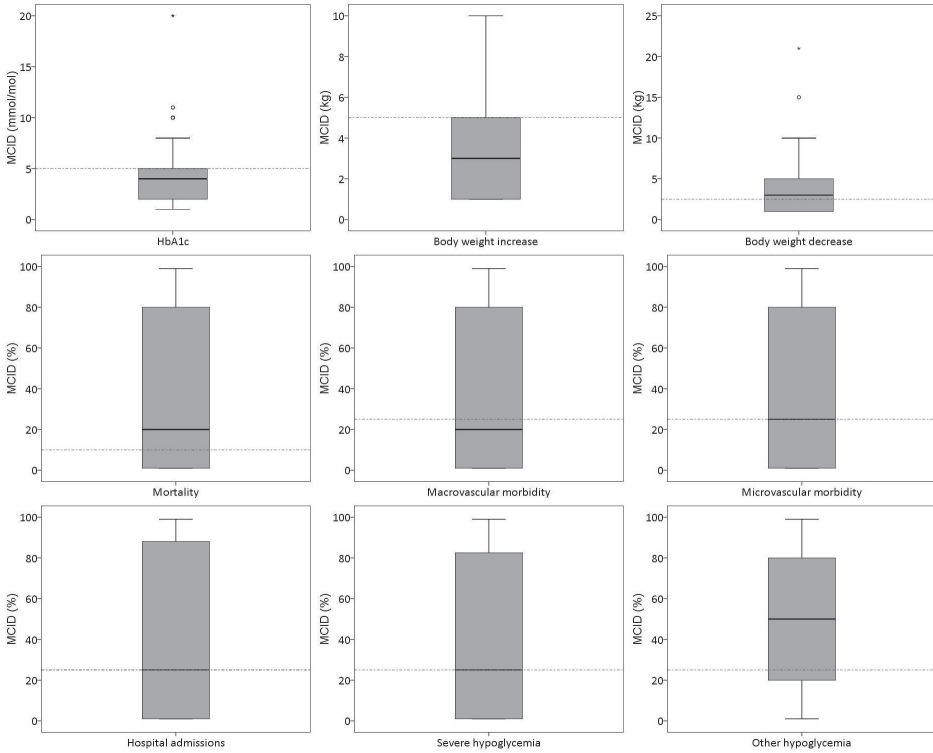 MCID (mmol/mol)
20
15
10
5
0
HbA1c
MCID (kg)
10
8
6
4
2
0
Body weight increase
MCID (kg)
25
20
15
10
5
0
Body weight decrease
MCID (%)
100
80
60
40
20
0
Mortality
MCID (%)
100
80
60
40
20
0
Macrovascular morbidity
MCID (%)
100
80
60
40
20
0
Microvascular morbidity
MCID (%)
100
80
60
40
20
0
Hospital admissions
MCID (%)
100
80
60
40
20
0
Severe hypoglycemia
MCID (%)
100
80
60
40
20
0
Other hypoglycemia